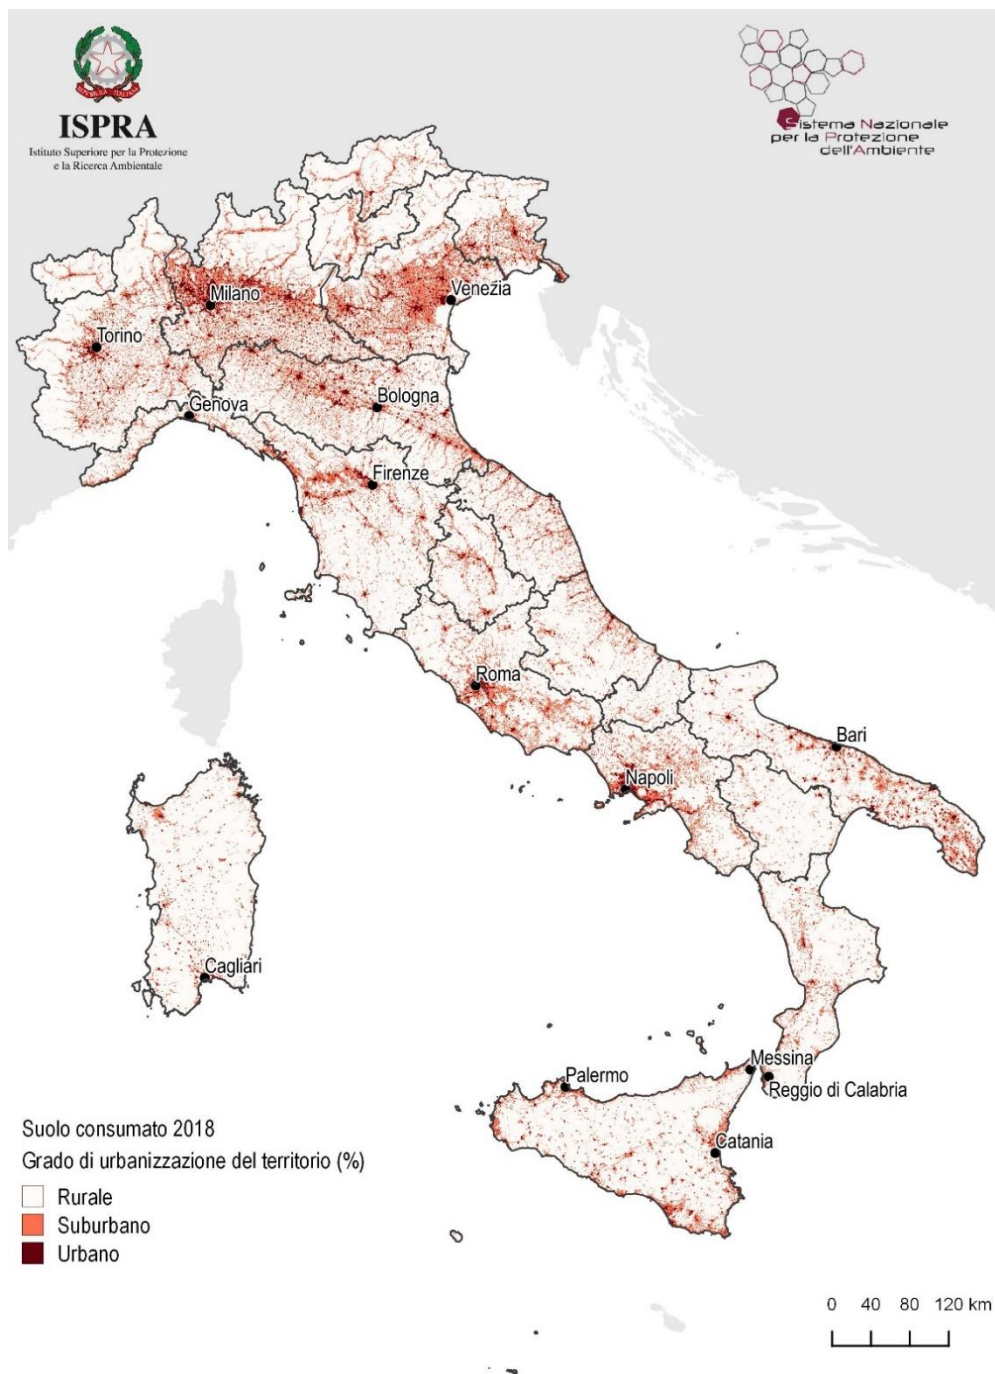 ISPRA
Istituto Superiore per la Protezione
e la Ricerca Ambientale
Sistema Nazionale
per la Protezione
dell'Ambiente
Milano
Venezia
Torino
Bologna
Genova
Firenze
Roma
Bari
Napoli
Cagliari
Messina
Palermo
Reggio di Calabria
Catania
Suolo consumato 2018
Grado di urbanizzazione del territorio (%)
Rurale
Suburbano
Urbano
0 40 80 120 km